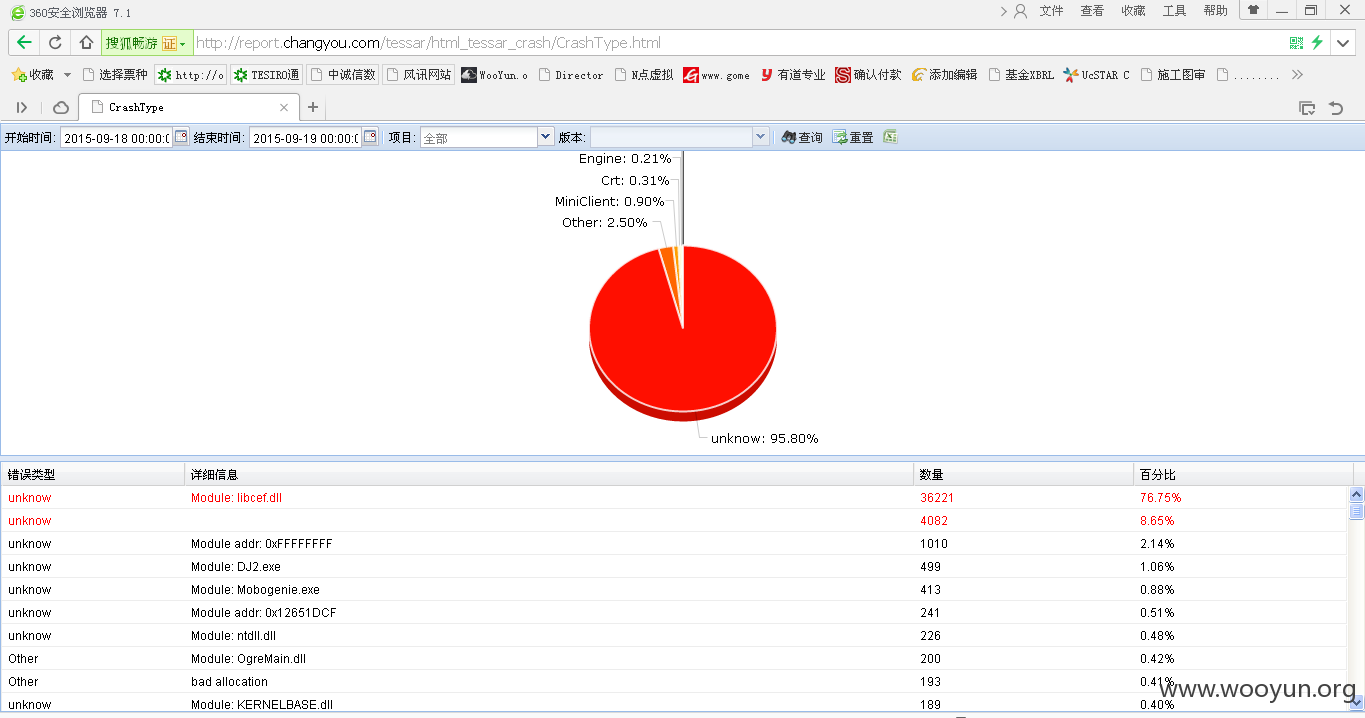 360安全浏览器 7.1 文件 查看 收藏 工具 帮助
搜狐畅游 证 http://report.changyou.com/tessar/html_tessar_crash/CrashType.html
收藏 选择票种 http://o TESIRO通 中诚信数 风讯网站 WooYun.o Director N点虚拟 www.gome 有道专业 确认付款 添加编辑 基金XBRL UcSTAR C 施工图审 ........
CrashType
开始时间: 2015-09-18 00:00:0 结束时间: 2015-09-19 00:00:0 项目: 全部 版本: 查询 重置
Engine: 0.21%
Crt: 0.31%
MiniClient: 0.90%
Other: 2.50%
unknow: 95.80%
错误类型 详细信息 数量 百分比
unknow Module: libcef.dll 36221 76.75%
unknow 4082 8.65%
unknow Module addr: 0xFFFFFFFF 1010 2.14%
unknow Module: DJ2.exe 499 1.06%
unknow Module: Mobogenie.exe 413 0.88%
unknow Module addr: 0x12651DCF 241 0.51%
unknow Module: ntdll.dll 226 0.48%
Other Module: OgreMain.dll 200 0.42%
Other bad allocation 193 0.41%
unknow Module: KERNELBASE.dll 189 0.40%
www.wooyun.org